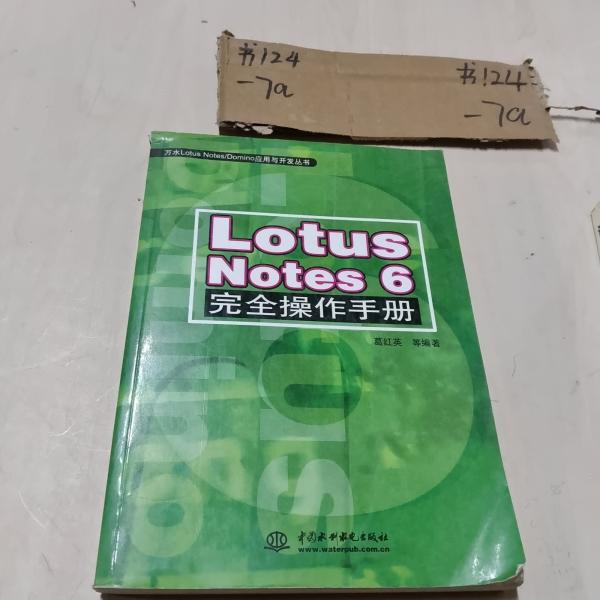 书124
-7a
书124
-7a
万水Lotus Notes/Domino应用与开发丛书
Lotus
Notes 6
完全操作手册
葛红英 等编著
中国水利水电出版社
www.waterpub.com.cn